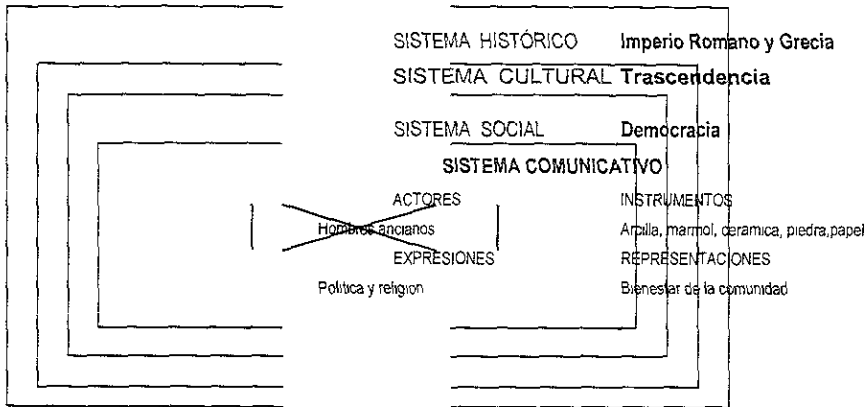 SISTEMA HISTÓRICO Imperio Romano y Grecia
SISTEMA CULTURAL Trascendencia
SISTEMA SOCIAL Democracia
SISTEMA COMUNICATIVO
ACTORES INSTRUMENTOS
Hombres ancianos Arcilla, marmol, ceramica, piedra,papel
EXPRESIONES REPRESENTACIONES
Politica y religion Bienestar de la comunidad